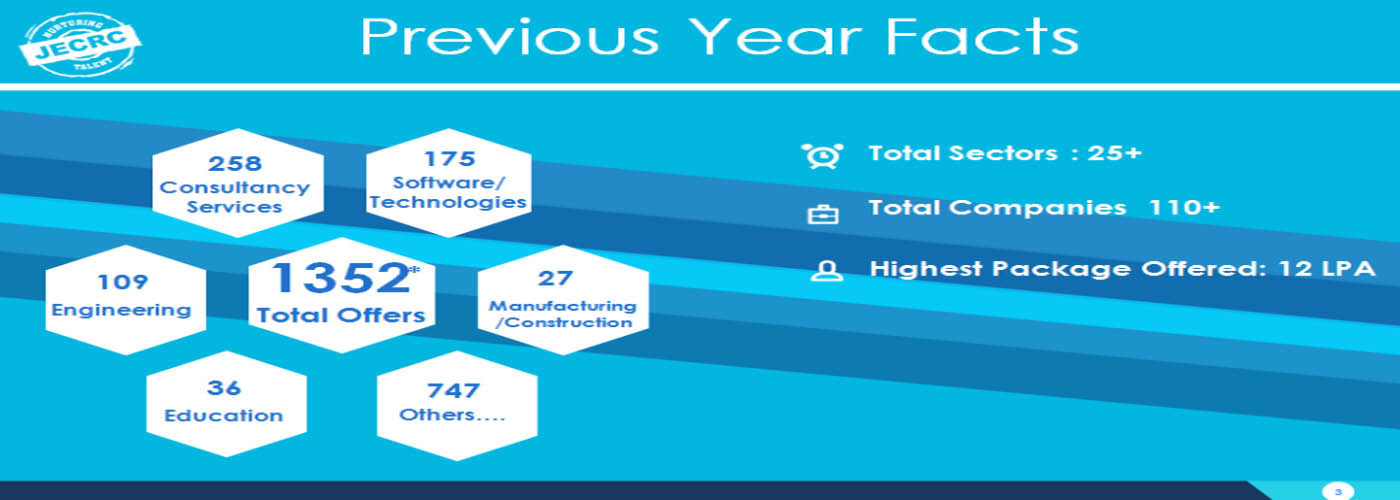 NURTURING
JECRC
TALENT
Previous Year Facts
258
Consultancy
Services
175
Software/
Technologies
109
Engineering
1352*
Total Offers
27
Manufacturing
/Construction
36
Education
747
Others....
Total Sectors : 25+
Total Companies 110+
Highest Package Offered: 12 LPA
3